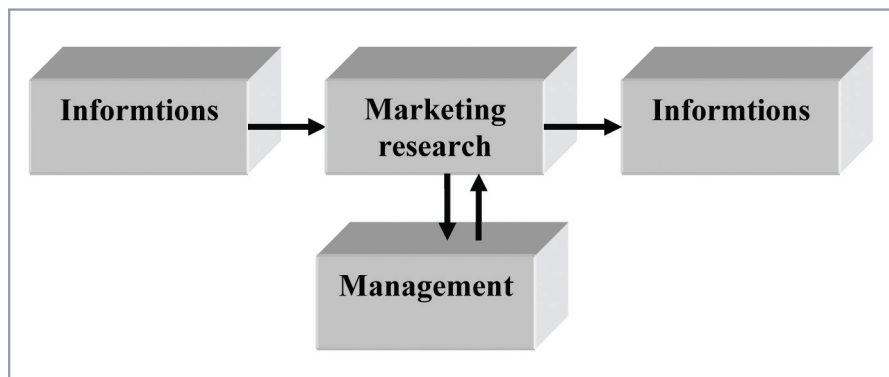 Informtions
Marketing
research
Informtions
Management